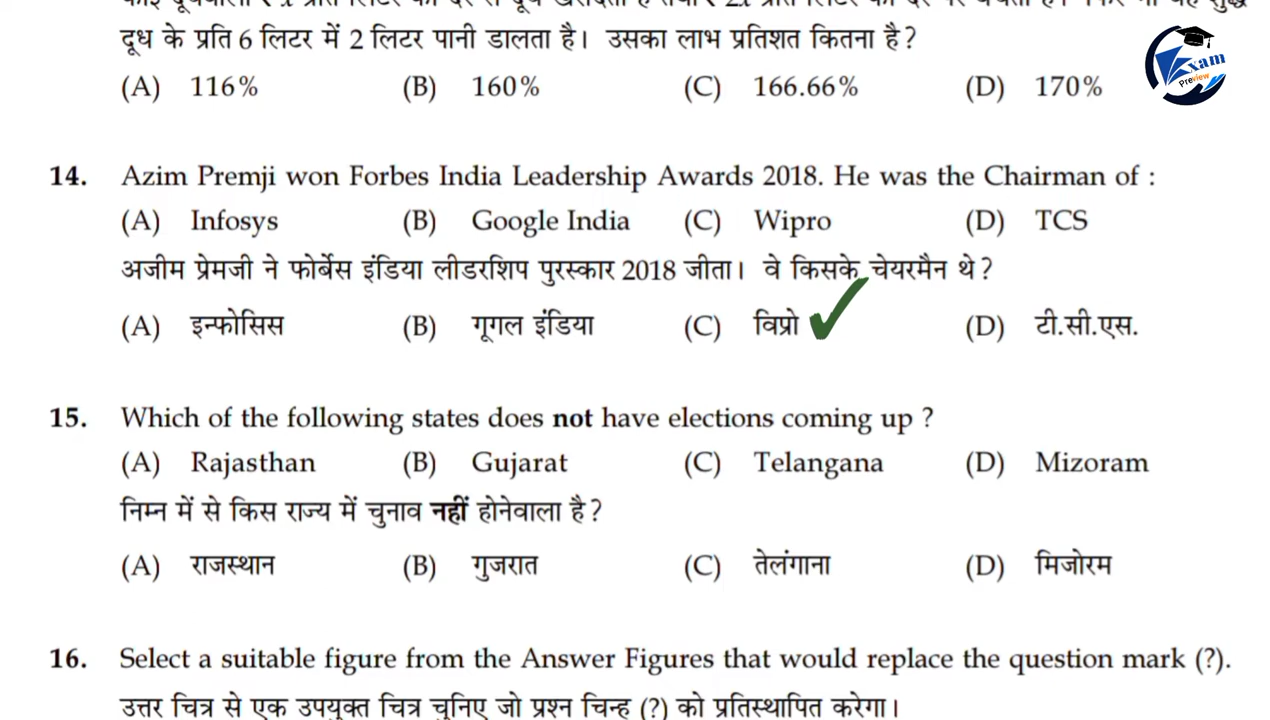 दूध के प्रति 6 लिटर में 2 लिटर पानी डालता है। उसका लाभ प्रतिशत कितना है?
(A) 116% (B) 160% (C) 166.66% (D) 170%
Exam
Preview
14. Azim Premji won Forbes India Leadership Awards 2018. He was the Chairman of :
(A) Infosys (B) Google India (C) Wipro (D) TCS
अजीम प्रेमजी ने फोर्बेस इंडिया लीडरशिप पुरस्कार 2018 जीता। वे किसके चेयरमैन थे?
(A) इन्फोसिस (B) गूगल इंडिया (C) विप्रो (D) टी.सी.एस.
15. Which of the following states does not have elections coming up ?
(A) Rajasthan (B) Gujarat (C) Telangana (D) Mizoram
निम्न में से किस राज्य में चुनाव नहीं होनेवाला है?
(A) राजस्थान (B) गुजरात (C) तेलंगाना (D) मिजोरम
16. Select a suitable figure from the Answer Figures that would replace the question mark (?).
उत्तर चित्र से एक उपयुक्त चित्र चुनिए जो प्रश्न चिन्ह (?) को प्रतिस्थापित करेगा।